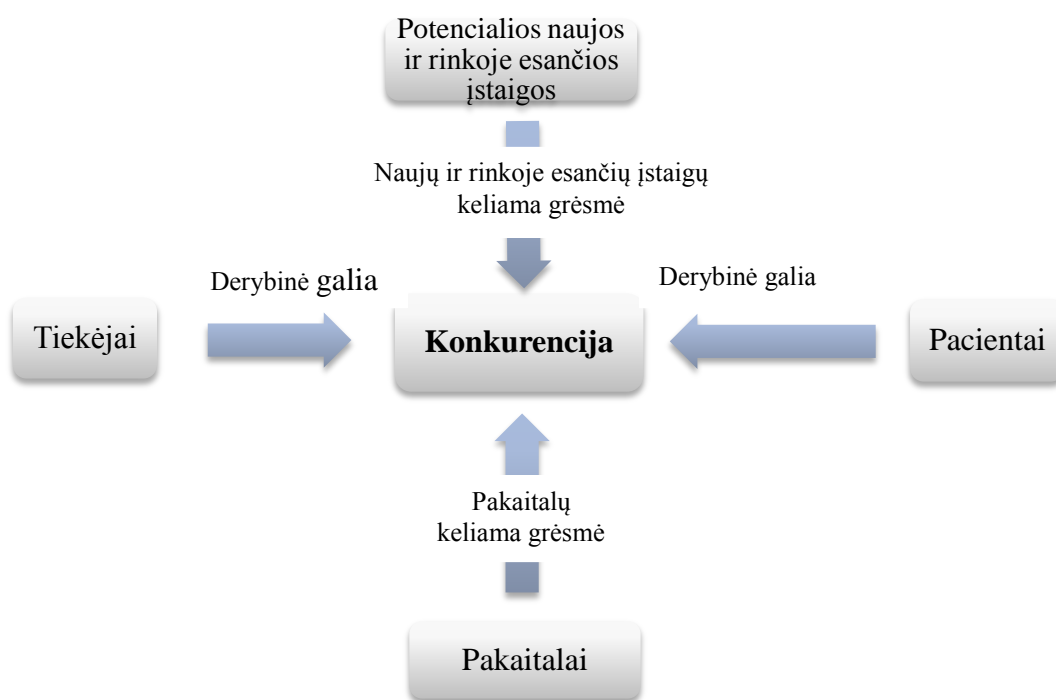 Potencialios naujos
ir rinkoje esančios
įstaigos
Naujų ir rinkoje esančių įstaigų
keliama grėsmė
Derybinė galia
Derybinė galia
Tiekėjai
Konkurencija
Pacientai
Pakaitalų
keliama grėsmė
Pakaitalai